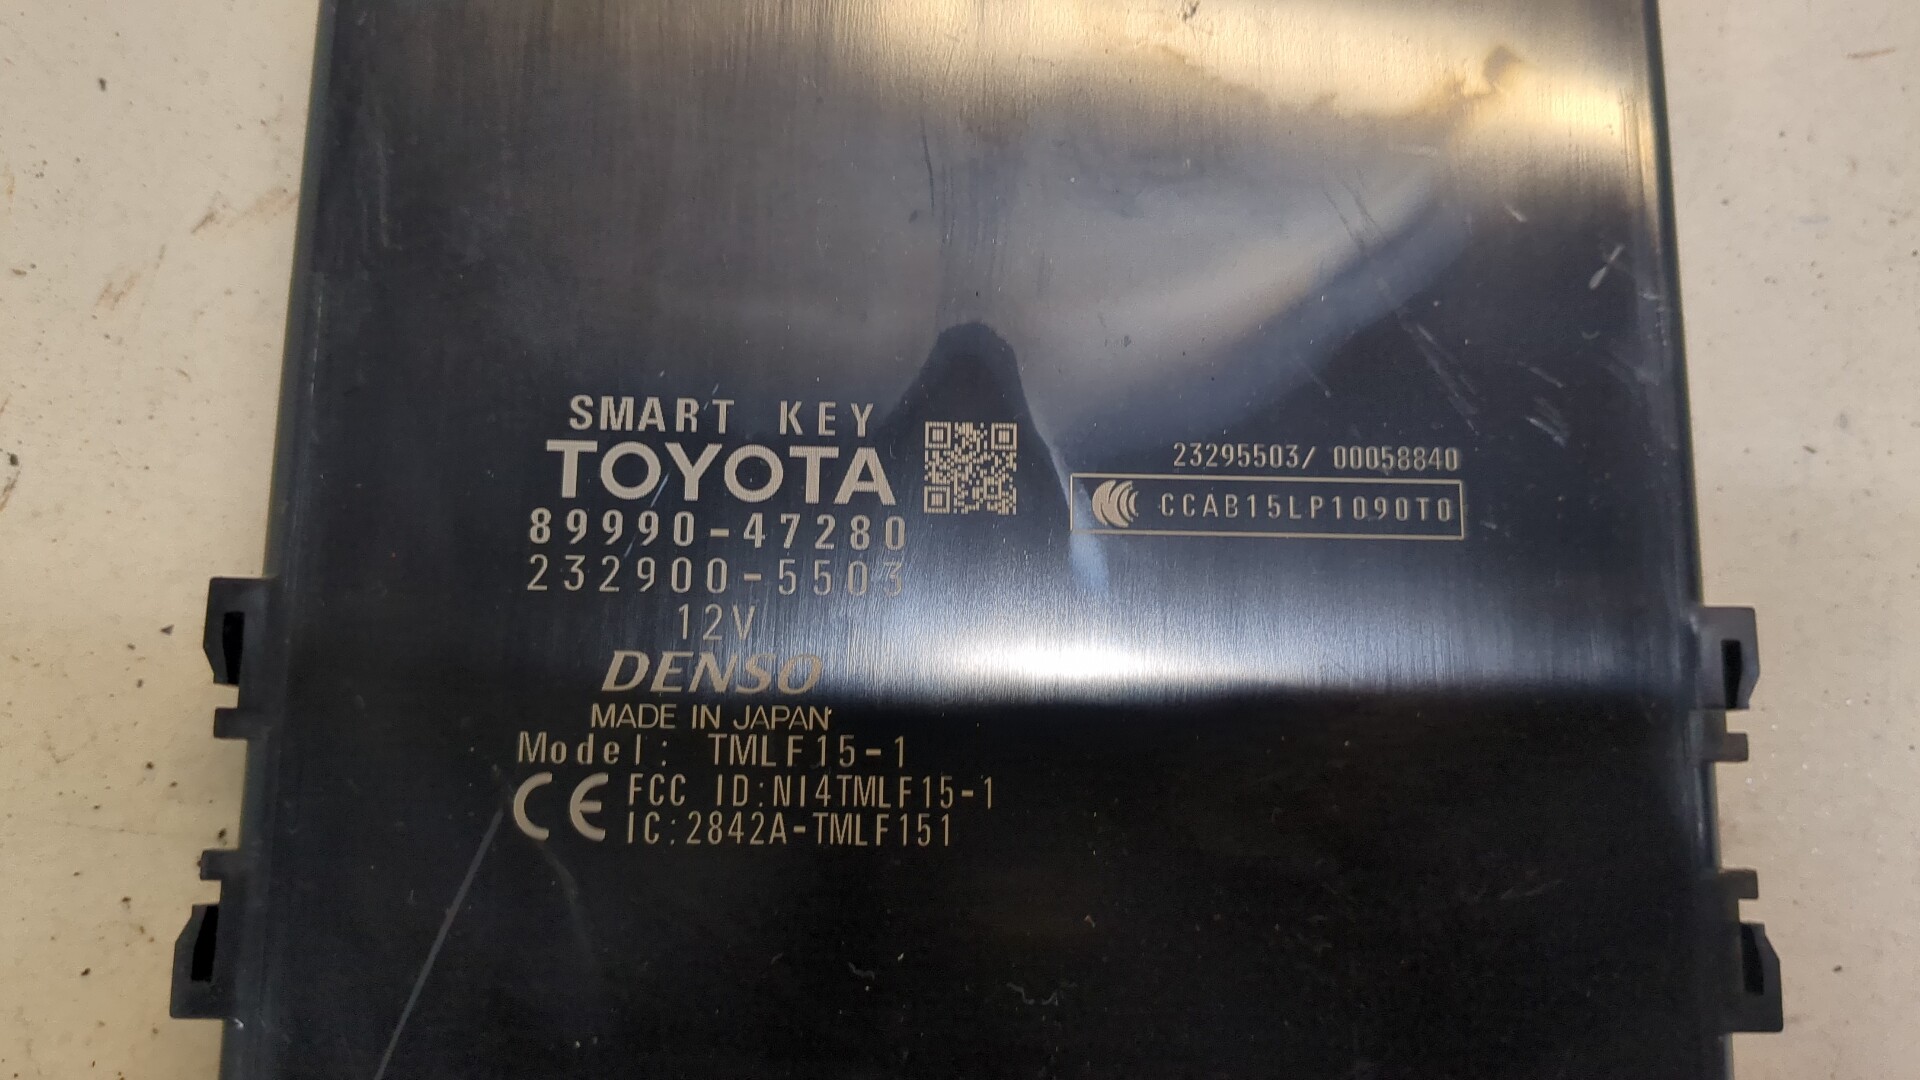 SMART KEY
TOYOTA
89990-47280
232900-5503
12V
DENSO
MADE IN JAPAN
Model: TMLF15-1
CE FCC ID:NI4TMLF15-1
IC:2842A-TMLF151
23295503/ 00058840
CCAB15LP1090T0